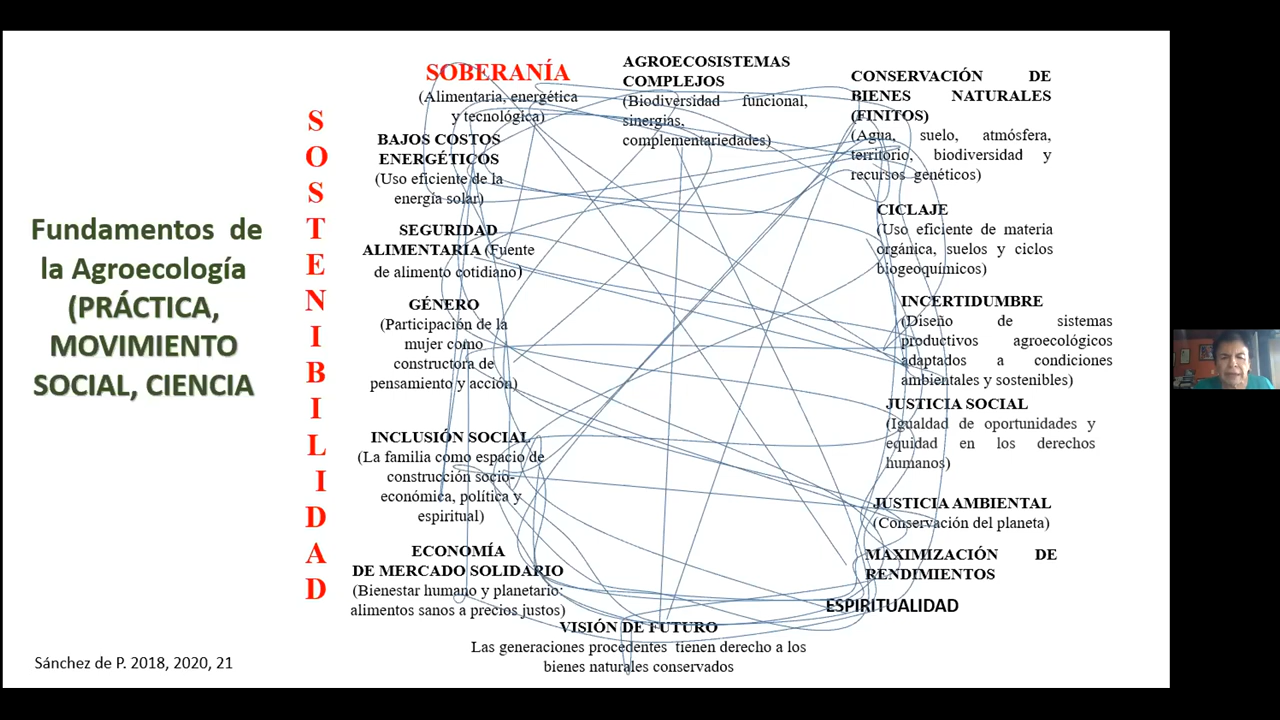 Fundamentos de
la Agroecología
(PRÁCTICA,
MOVIMIENTO
SOCIAL, CIENCIA
SOSTENIBILIDAD
SOBERANÍA
(Alimentaria, energética
y tecnológica)
BAJOS COSTOS
ENERGÉTICOS
(Uso eficiente de la
energía solar)
SEGURIDAD
ALIMENTARIA (Fuente
de alimento cotidiano)
GÉNERO
(Participación de la
mujer como
constructora de
pensamiento y acción)
INCLUSIÓN SOCIAL
(La familia como espacio de
construcción socio-
económica, política y
espiritual)
ECONOMÍA
DE MERCADO SOLIDARIO
(Bienestar humano y planetario:
alimentos sanos a precios justos)
VISIÓN DE FUTURO
Las generaciones procedentes tienen derecho a los
bienes naturales conservados
AGROECOSISTEMAS
COMPLEJOS
(Biodiversidad funcional,
sinergias,
complementariedades)
CONSERVACIÓN DE
BIENES NATURALES
(FINITOS)
(Agua, suelo, atmósfera,
territorio, biodiversidad y
recursos genéticos)
CICLAJE
(Uso eficiente de materia
orgánica, suelos y ciclos
biogeoquímicos)
INCERTIDUMBRE
(Diseño de sistemas
productivos agroecológicos
adaptados a condiciones
ambientales y sostenibles)
JUSTICIA SOCIAL
(Igualdad de oportunidades y
equidad en los derechos
humanos)
JUSTICIA AMBIENTAL
(Conservación del planeta)
MAXIMIZACIÓN DE
RENDIMIENTOS
ESPIRITUALIDAD
Sánchez de P. 2018, 2020, 21